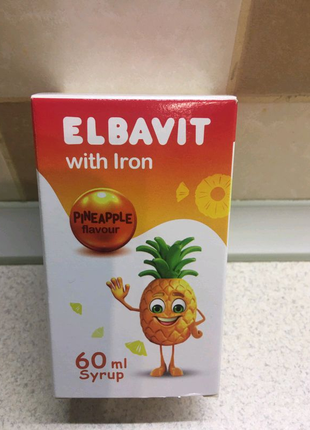 ELBAVIT
with Iron
PINEAPPLE
flavour
60 ml
Syrup